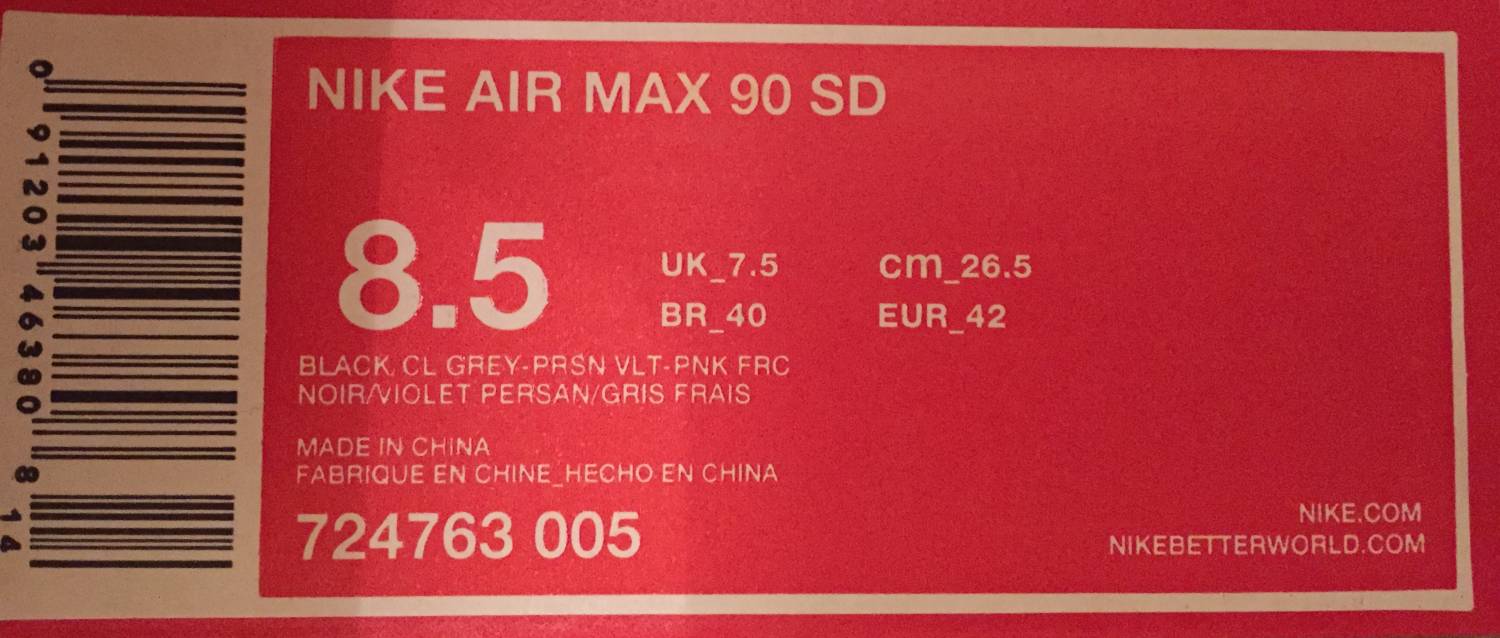 NIKE AIR MAX 90 SD
8.5
UK_7.5 cm_26.5
BR_40 EUR_42
BLACK, CL GREY-PRSN VLT-PNK FRC
NOIR/VIOLET PERSAN/GRIS FRAIS
MADE IN CHINA
FABRIQUE EN CHINE_HECHO EN CHINA
724763 005
NIKE.COM
NIKEBETTERWORLD.COM
0 91203 46380 8 14